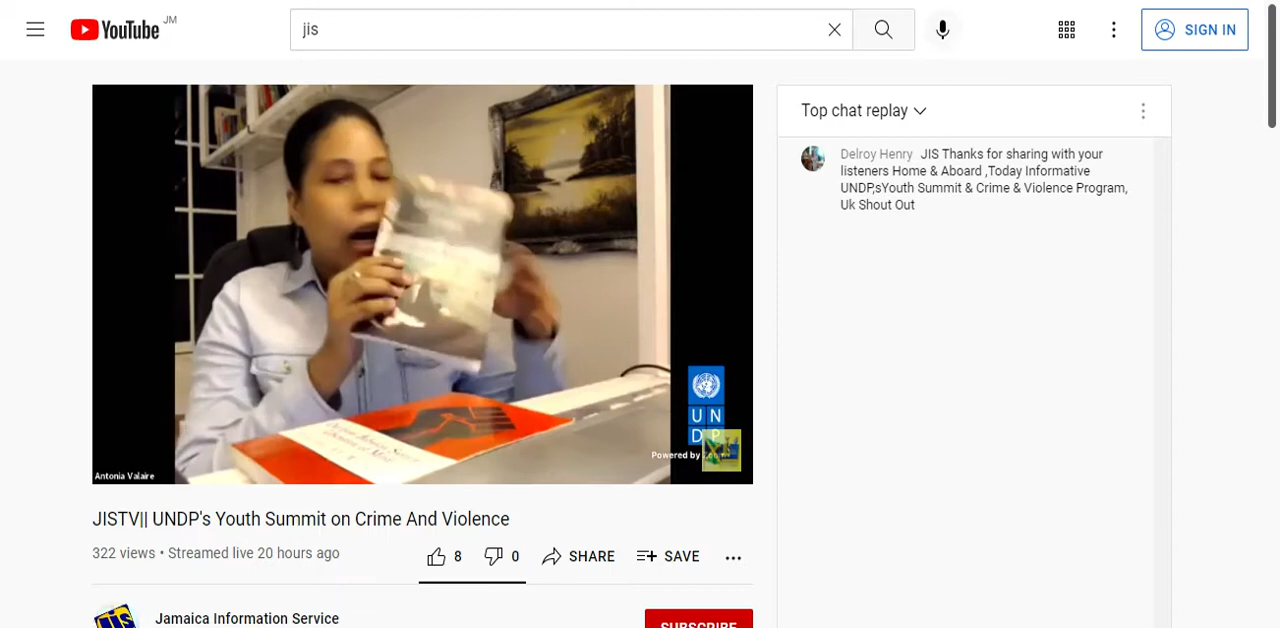 YouTube JM
jis
SIGN IN
Top chat replay
Delroy Henry JIS Thanks for sharing with your
listeners Home & Aboard ,Today Informative
UNDP,sYouth Summit & Crime & Violence Program,
Uk Shout Out
UN
DP
Powered by
Antonia Valaire
JISTV|| UNDP's Youth Summit on Crime And Violence
322 views • Streamed live 20 hours ago
8
0
SHARE
SAVE
jis
Jamaica Information Service
SUBSCRIBE